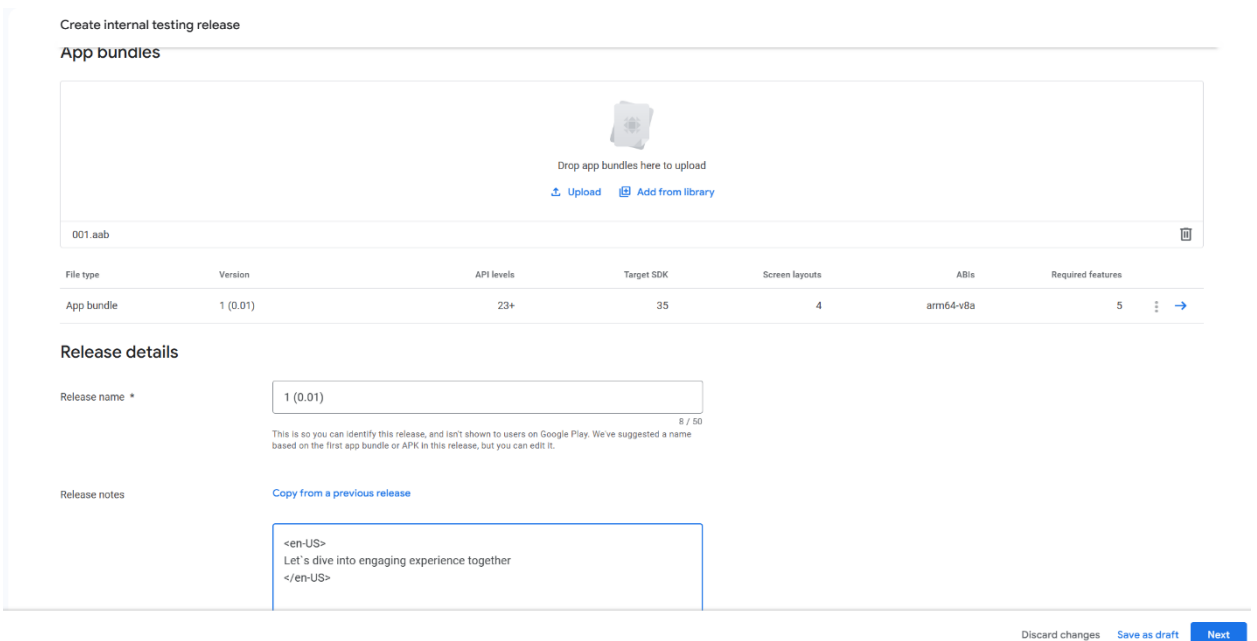 Create internal testing release
App bundles
Drop app bundles here to upload
Upload Add from library
001.aab
File type Version API levels Target SDK Screen layouts ABIs Required features
App bundle 1 (0.01) 23+ 35 4 arm64-v8a 5
Release details
Release name *
1 (0.01)
8 / 50
This is so you can identify this release, and isn't shown to users on Google Play. We've suggested a name
based on the first app bundle or APK in this release, but you can edit it.
Release notes
Copy from a previous release
<en-US>
Let`s dive into engaging experience together
</en-US>
Discard changes Save as draft Next